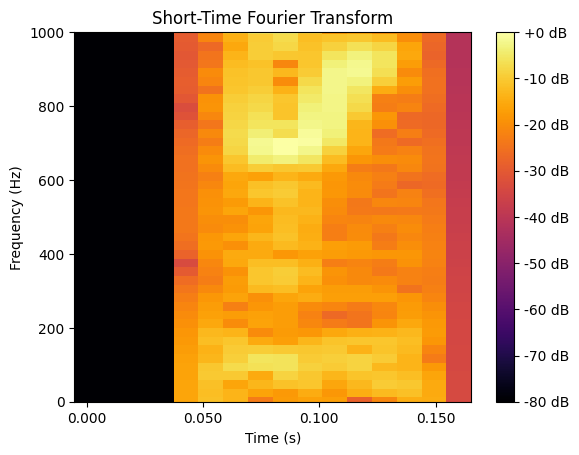 Short-Time Fourier Transform
1000
800
600
400
200
0
Frequency (Hz)
0.000
0.050
0.100
0.150
Time (s)
+0 dB
-10 dB
-20 dB
-30 dB
-40 dB
-50 dB
-60 dB
-70 dB
-80 dB